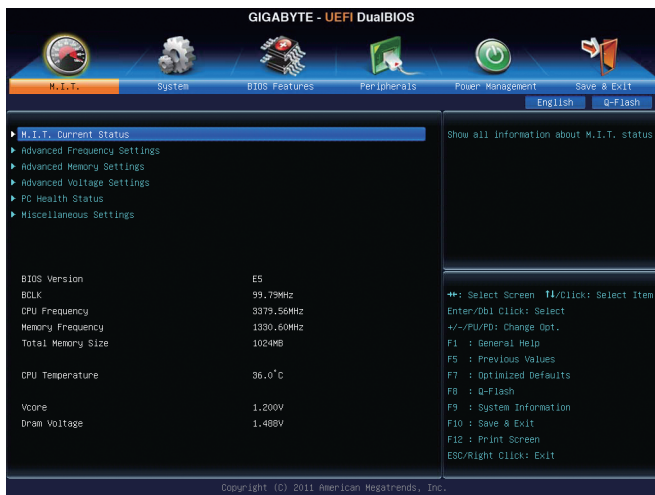 GIGABYTE - UEFI DualBIOS
M.I.T. System BIOS Features Peripherals Power Management Save & Exit
English Q-Flash
M.I.T. Current Status
Advanced Frequency Settings
Advanced Memory Settings
Advanced Voltage Settings
PC Health Status
Miscellaneous Settings
Show all information about M.I.T. status
BIOS Version E5
BCLK 99.79MHz
CPU Frequency 3379.56MHz
Memory Frequency 1330.60MHz
Total Memory Size 1024MB
CPU Temperature 36.0°C
Vcore 1.200V
Dram Voltage 1.488V
→←: Select Screen ↑↓/Click: Select Item
Enter/Dbl Click: Select
+/-/PU/PD: Change Opt.
F1 : General Help
F5 : Previous Values
F7 : Optimized Defaults
F8 : Q-Flash
F9 : System Information
F10 : Save & Exit
F12 : Print Screen
ESC/Right Click: Exit
Copyright (C) 2011 American Megatrends, Inc.